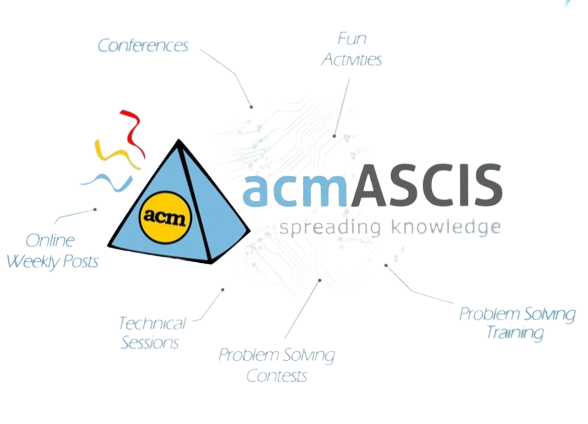 Conferences
Fun
Activities
acm
acmASCIS
spreading knowledge
Online
Weekly Posts
Technical
Sessions
Problem Solving
Contests
Problem Solving
Training